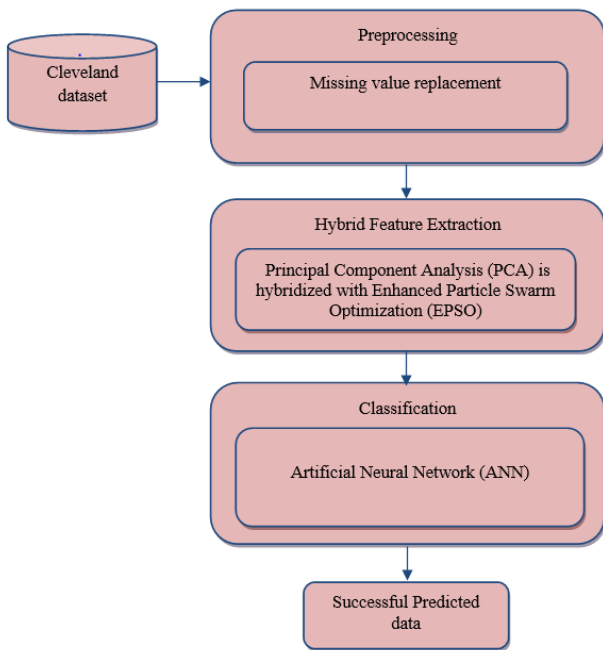 Cleveland
dataset
Preprocessing
Missing value replacement
Hybrid Feature Extraction
Principal Component Analysis (PCA) is
hybridized with Enhanced Particle Swarm
Optimization (EPSO)
Classification
Artificial Neural Network (ANN)
Successful Predicted
data